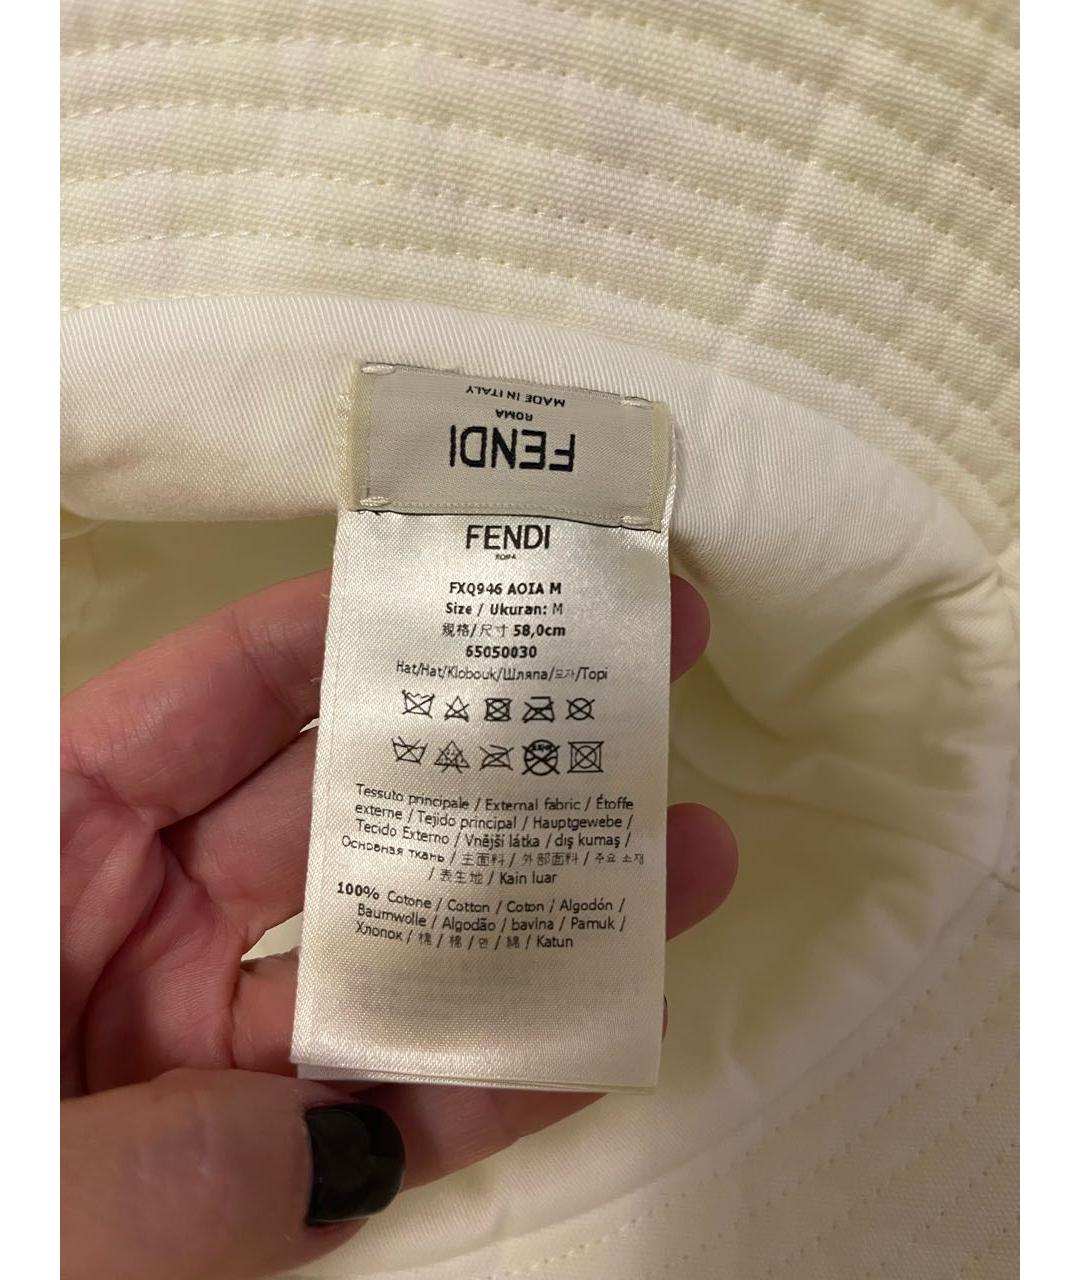 MADE IN ITALY
ROMA
FENDI
FENDI
ROMA
FXQ946 AOIA M
Size / Ukuran: M
規格/尺寸 58,0cm
65050030
Hat/Hat/Klobouk/Шляпа/모자/Topi
Tessuto principale / External fabric / Étoffe
externe / Tejido principal / Hauptgewebe /
Tecido Externo / Vnější látka / dış kumaş /
Основная ткань / 主面料 / 外部面料 / 주요 소재
/ 表生地 / Kain luar
100% Cotone / Cotton / Coton / Algodón /
Baumwolle / Algodão / bavlna / Pamuk /
Хлопок / 棉 / 棉 / 면 / 綿 / Katun